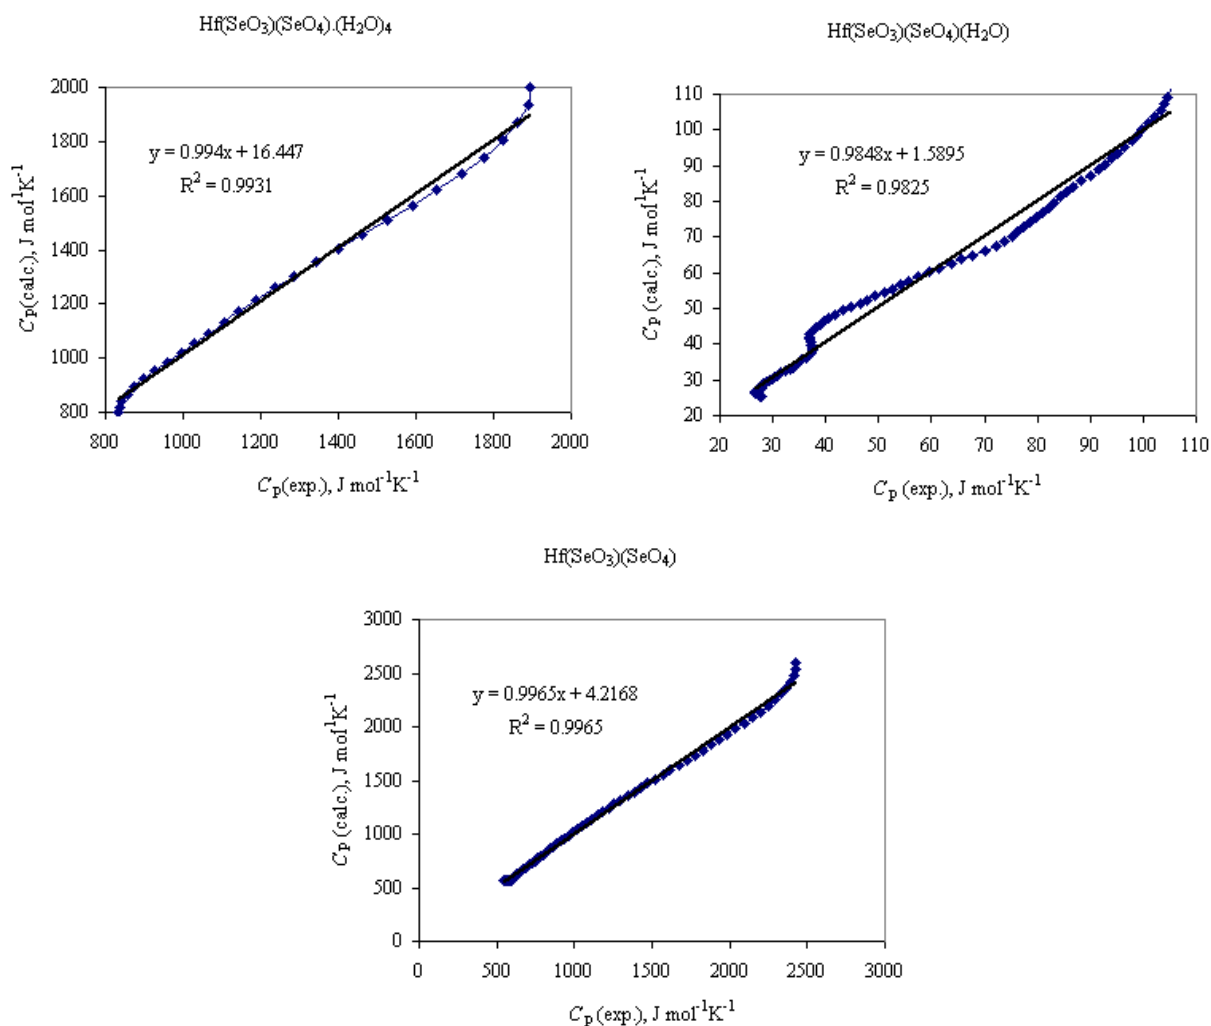 Hf(SeO₃)(SeO₄).(H₂O)₄
2000
1800
1600
1400
1200
1000
800
y = 0.994x + 16.447
R² = 0.9931
Cp(calc.), J mol⁻¹K⁻¹
800 1000 1200 1400 1600 1800 2000
Cp(exp.), J mol⁻¹K⁻¹
Hf(SeO₃)(SeO₄)(H₂O)
110
100
90
80
70
60
50
40
30
20
y = 0.9848x + 1.5895
R² = 0.9825
Cp (calc.), J mol⁻¹K⁻¹
20 30 40 50 60 70 80 90 100 110
Cp (exp.), J mol⁻¹K⁻¹
Hf(SeO₃)(SeO₄)
3000
2500
2000
1500
1000
500
0
y = 0.9965x + 4.2168
R² = 0.9965
Cp (calc.), J mol⁻¹K⁻¹
0 500 1000 1500 2000 2500 3000
Cp (exp.), J mol⁻¹K⁻¹